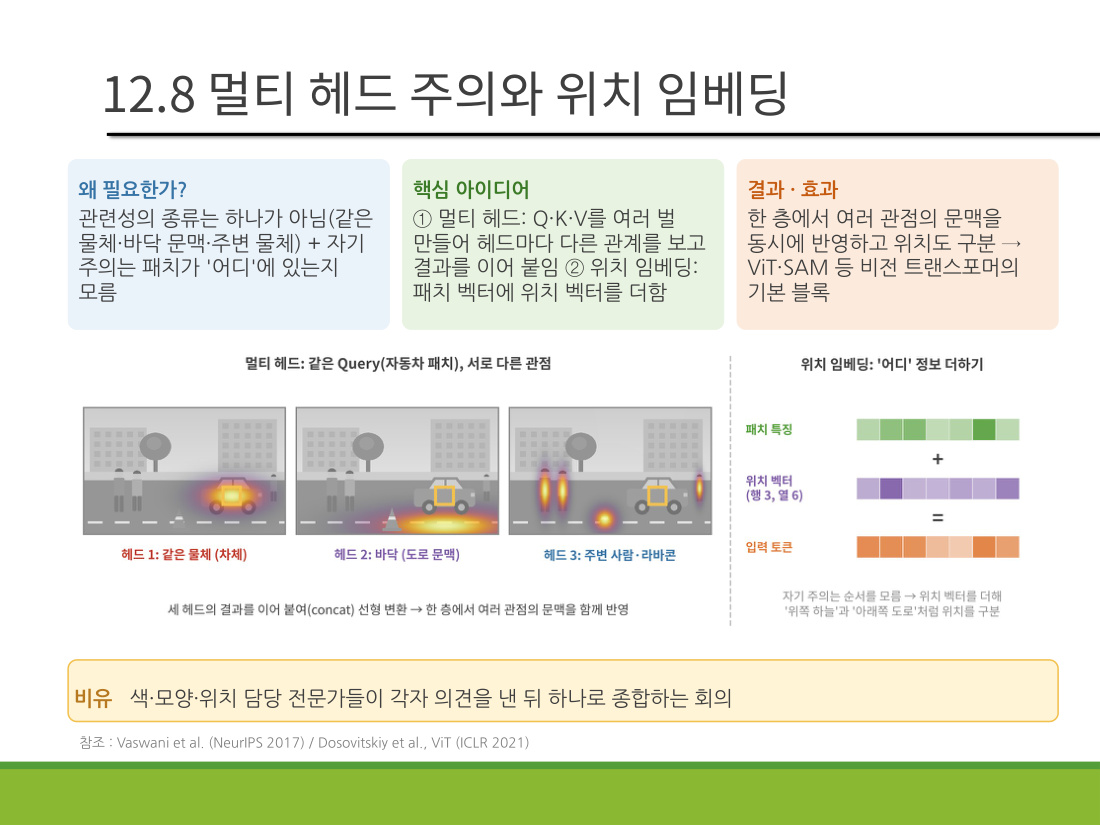 12.8 멀티 헤드 주의와 위치 임베딩
왜 필요한가?
관련성의 종류는 하나가 아님(같은
물체·바닥 문맥·주변 물체) + 자기
주의는 패치가 '어디'에 있는지
모름
핵심 아이디어
① 멀티 헤드: Q·K·V를 여러 벌
만들어 헤드마다 다른 관계를 보고
결과를 이어 붙임 ② 위치 임베딩:
패치 벡터에 위치 벡터를 더함
결과 · 효과
한 층에서 여러 관점의 문맥을
동시에 반영하고 위치도 구분 →
ViT·SAM 등 비전 트랜스포머의
기본 블록
멀티 헤드: 같은 Query(자동차 패치), 서로 다른 관점
헤드 1: 같은 물체 (차체)
헤드 2: 바닥 (도로 문맥)
헤드 3: 주변 사람·라바콘
세 헤드의 결과를 이어 붙여(concat) 선형 변환 → 한 층에서 여러 관점의 문맥을 함께 반영
위치 임베딩: '어디' 정보 더하기
패치 특징
+
위치 벡터
(행 3, 열 6)
=
입력 토큰
자기 주의는 순서를 모름 → 위치 벡터를 더해
'위쪽 하늘'과 '아래쪽 도로'처럼 위치를 구분
비유 색·모양·위치 담당 전문가들이 각자 의견을 낸 뒤 하나로 종합하는 회의
참조 : Vaswani et al. (NeurIPS 2017) / Dosovitskiy et al., ViT (ICLR 2021)